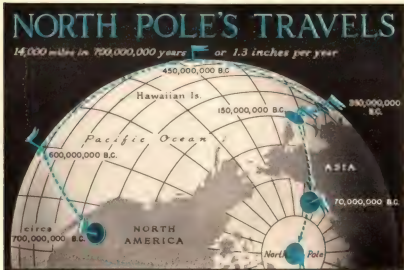 NORTH POLE'S TRAVELS
14,000 miles in 700,000,000 years or 1.3 inches per year
450,000,000 B.C.
Hawaiian Is.
150,000,000 B.C.
350,000,000 B.C.
Pacific Ocean
600,000,000 B.C.
ASIA
70,000,000 B.C.
circa
700,000,000 B.C.
NORTH
AMERICA
North Pole